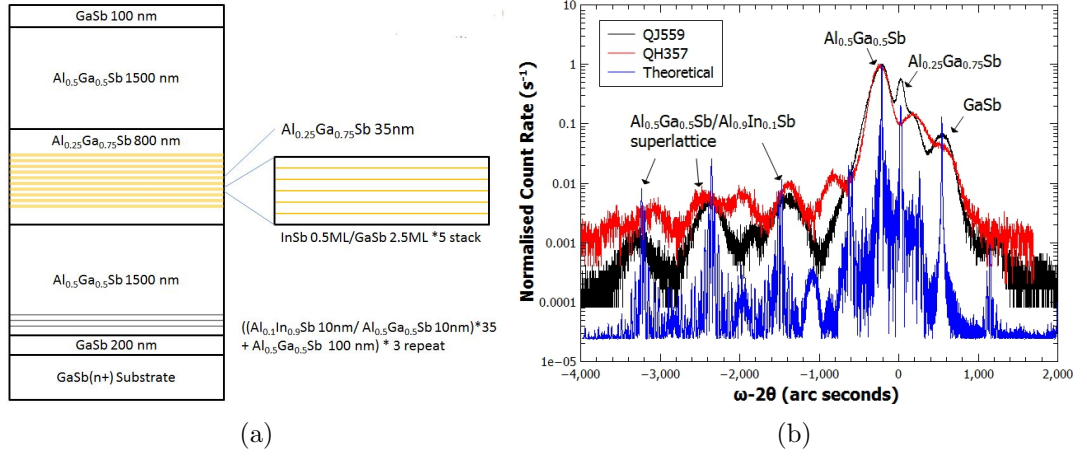 GaSb 100 nm
Al0.5Ga0.5Sb 1500 nm
Al0.25Ga0.75Sb 800 nm
Al0.5Ga0.5Sb 1500 nm
GaSb 200 nm
GaSb(n+) Substrate
Al0.25Ga0.75Sb 35nm
InSb 0.5ML/GaSb 2.5ML *5 stack
((Al0.1In0.9Sb 10nm/ Al0.5Ga0.5Sb 10nm)*35
+ Al0.5Ga0.5Sb 100 nm) * 3 repeat
(a)
QJ559
QH357
Theoretical
Al0.5Ga0.5Sb
Al0.25Ga0.75Sb
GaSb
Al0.5Ga0.5Sb/Al0.9In0.1Sb
superlattice
Normalised Count Rate (s-1)
1
0.1
0.01
0.001
0.0001
1e-05
-4,000 -3,000 -2,000 -1,000 0 1,000 2,000
ω-2θ (arc seconds)
(b)